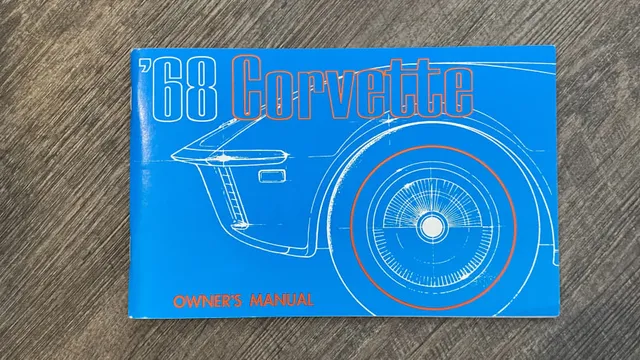 '68 Corvette
OWNER'S MANUAL